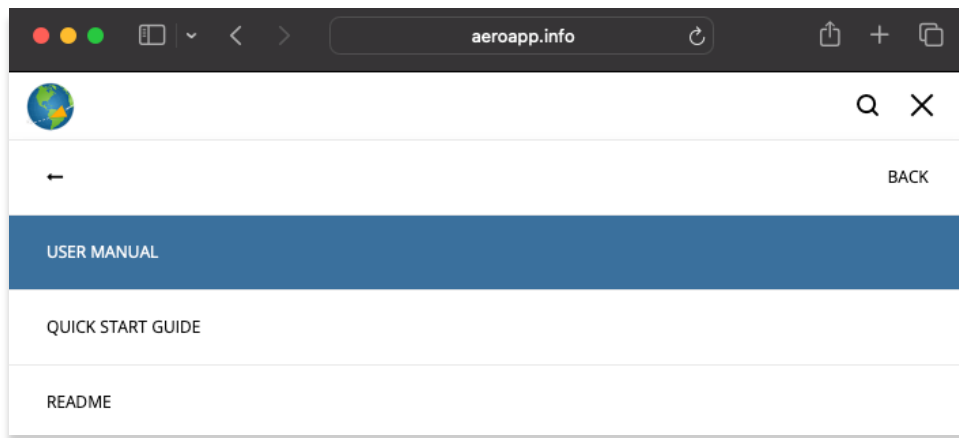 aeroapp.info
BACK
USER MANUAL
QUICK START GUIDE
README